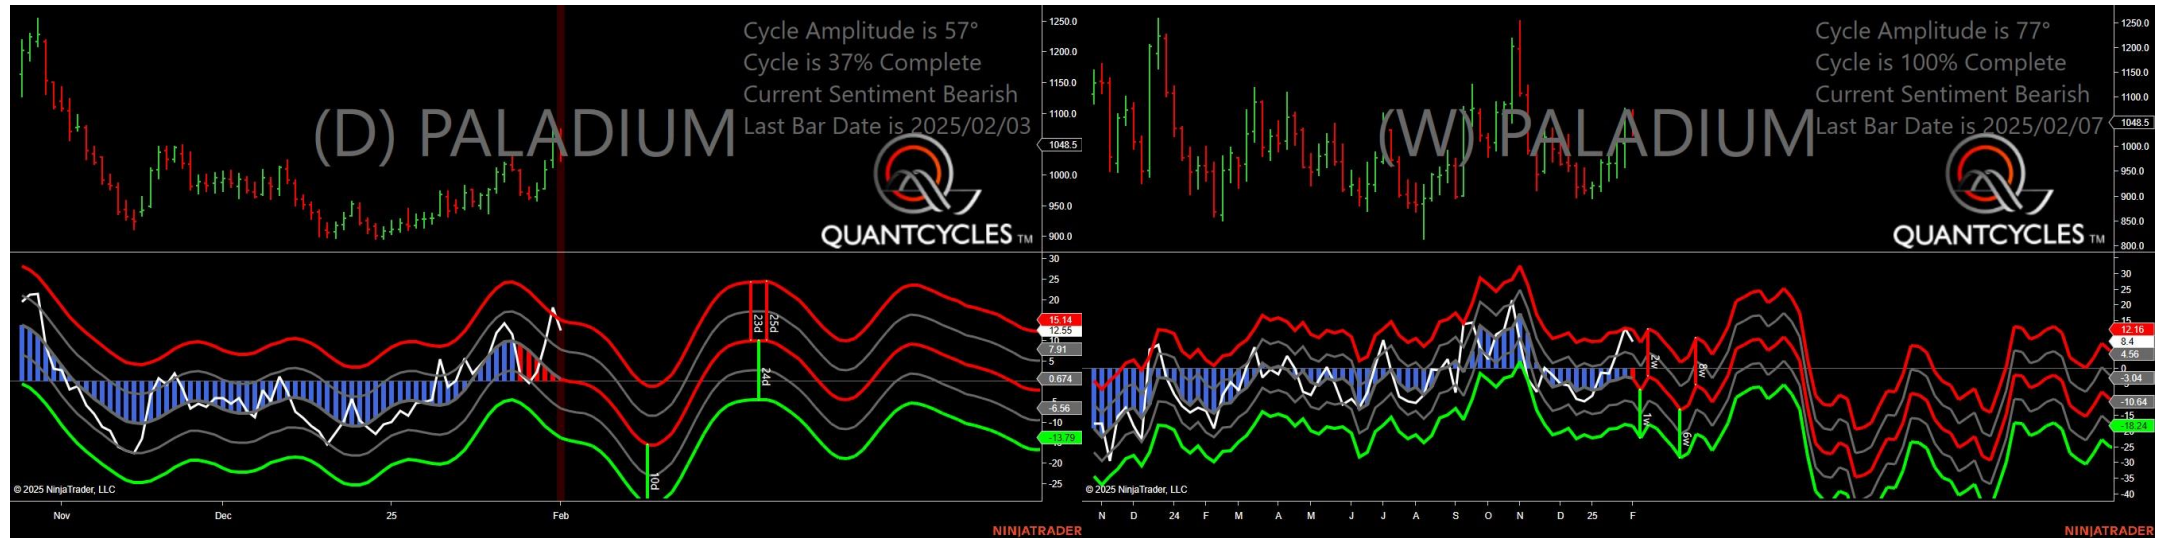 Cycle Amplitude is 57°
Cycle is 37% Complete
Current Sentiment Bearish
Last Bar Date is 2025/02/03
(D) PALADIUM
QUANTCYCLES TM
1250.0
1200.0
1150.0
1100.0
1048.5
1000.0
950.0
900.0
30
25
20
15.14
12.55
10
7.91
5
0.674
-5
-6.56
-10
-13.79
-20
-25
23d
25d
24d
10d
© 2025 NinjaTrader, LLC
Nov
Dec
25
Feb
NINJATRADER
Cycle Amplitude is 77°
Cycle is 100% Complete
Current Sentiment Bearish
Last Bar Date is 2025/02/07
(W) PALADIUM
QUANTCYCLES TM
1250.0
1200.0
1150.0
1100.0
1048.5
1000.0
950.0
900.0
850.0
800.0
30
25
20
15
12.16
8.4
4.56
0
-3.04
-10.64
-15
-18.24
-25
-30
-35
-40
2w
8w
1w
6w
© 2025 NinjaTrader, LLC
N D 24 F M A M J J A S O N D 25 F
NINJATRADER